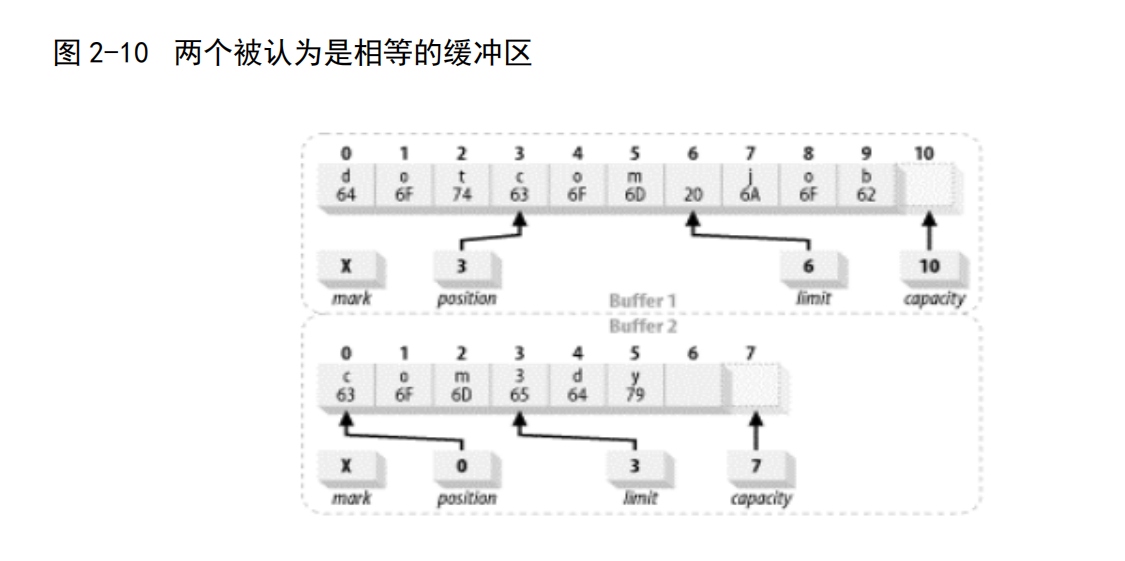 图 2-10 两个被认为是相等的缓冲区
0 1 2 3 4 5 6 7 8 9 10
d o t c o m j o b
64 6F 74 63 6F 6D 20 6A 6F 62
X 3 6 10
mark position limit capacity
Buffer 1
Buffer 2
0 1 2 3 4 5 6 7
c o m 3 d y
63 6F 6D 65 64 79
X 0 3 7
mark position limit capacity